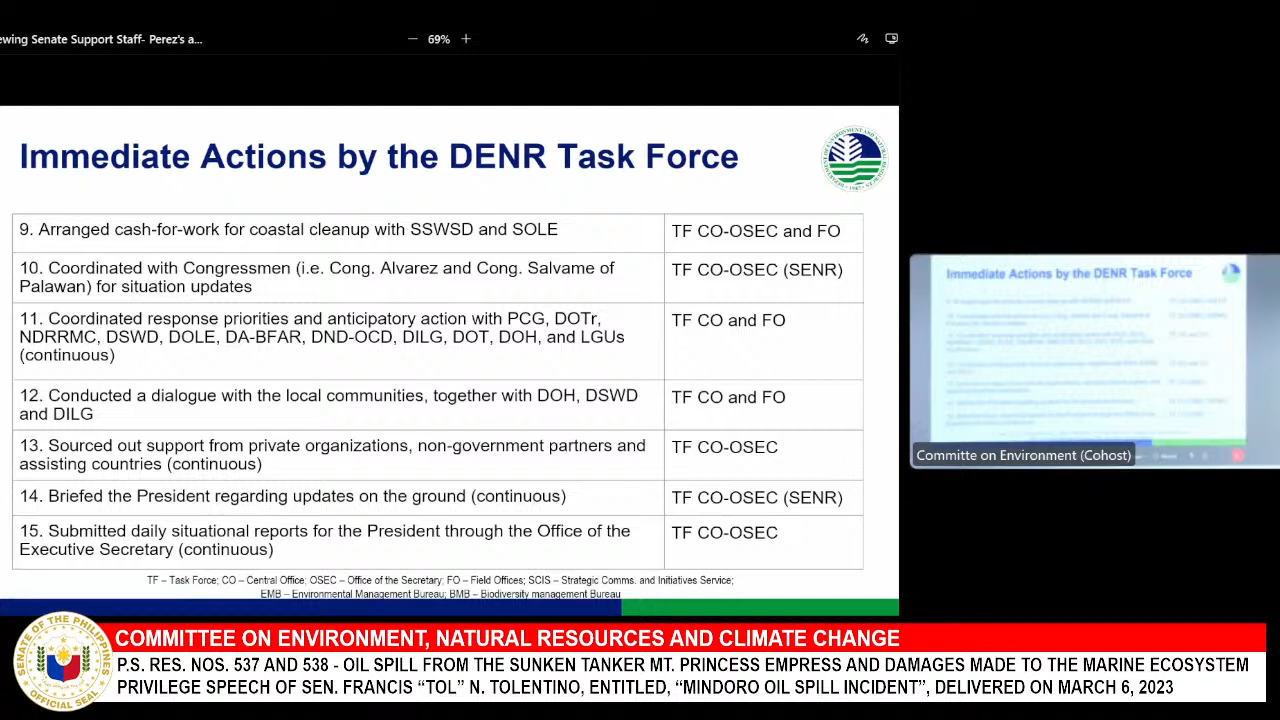 ewing Senate Support Staff- Perez's a...
69%
Immediate Actions by the DENR Task Force
9. Arranged cash-for-work for coastal cleanup with SSWSD and SOLE
TF CO-OSEC and FO
10. Coordinated with Congressmen (i.e. Cong. Alvarez and Cong. Salvame of
Palawan) for situation updates
TF CO-OSEC (SENR)
11. Coordinated response priorities and anticipatory action with PCG, DOTr,
NDRRMC, DSWD, DOLE, DA-BFAR, DND-OCD, DILG, DOT, DOH, and LGUs
(continuous)
TF CO and FO
12. Conducted a dialogue with the local communities, together with DOH, DSWD
and DILG
TF CO and FO
13. Sourced out support from private-organizations, non-government partners and
assisting countries (continuous)
TF CO-OSEC
14. Briefed the President regarding updates on the ground (continuous)
TF CO-OSEC (SENR)
15. Submitted daily situational reports for the President through the Office of the
Executive Secretary (continuous)
TF CO-OSEC
TF – Task Force; CO – Central Office; OSEC – Office of the Secretary; FO – Field Offices; SCIS – Strategic Comms. and Initiatives Service;
EMB – Environmental Management Bureau; BMB – Biodiversity management Bureau
Immediate Actions by the DENR Task Force
Committe on Environment (Cohost)
SENATE OF THE PHILIPPINES
OFFICIAL SEAL
COMMITTEE ON ENVIRONMENT, NATURAL RESOURCES AND CLIMATE CHANGE
P.S. RES. NOS. 537 AND 538 - OIL SPILL FROM THE SUNKEN TANKER MT. PRINCESS EMPRESS AND DAMAGES MADE TO THE MARINE ECOSYSTEM
PRIVILEGE SPEECH OF SEN. FRANCIS “TOL” N. TOLENTINO, ENTITLED, “MINDORO OIL SPILL INCIDENT”, DELIVERED ON MARCH 6, 2023